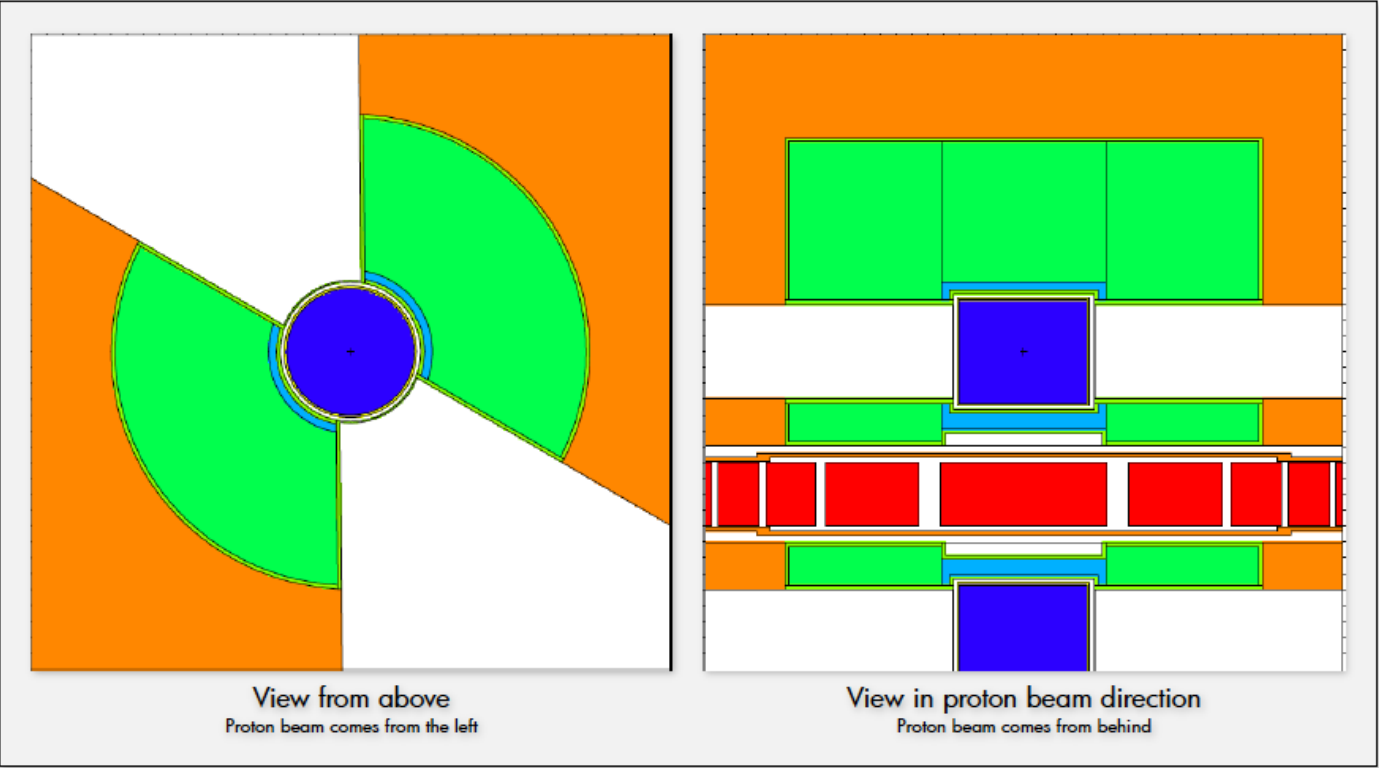 View from above
Proton beam comes from the left
View in proton beam direction
Proton beam comes from behind